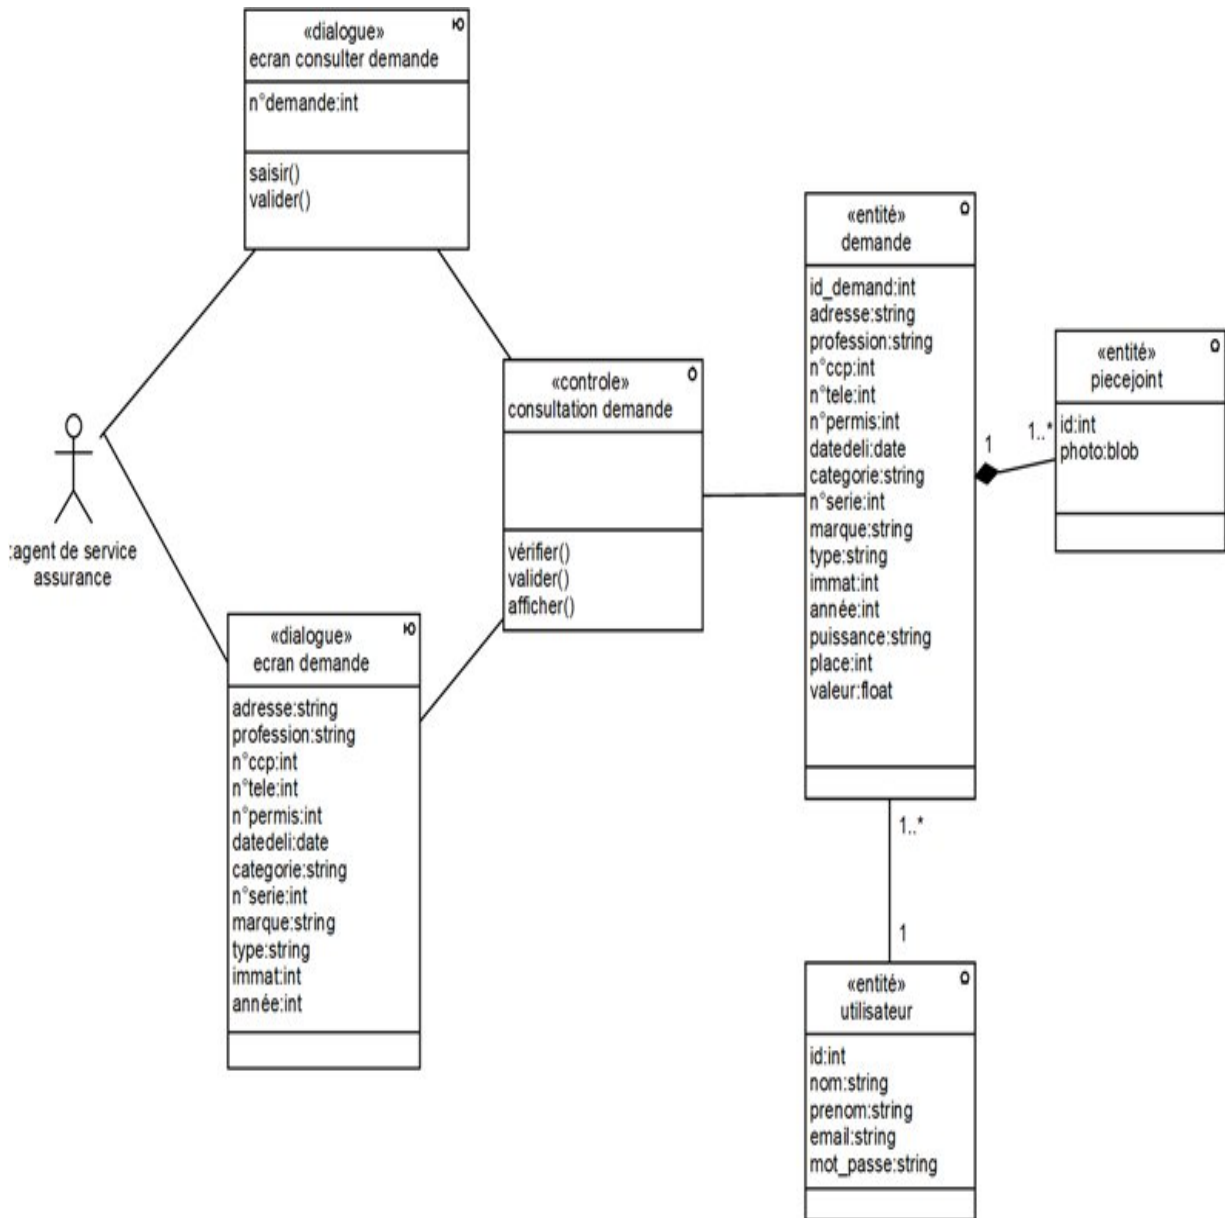 «dialogue»
ecran consulter demande
n°demande:int
saisir()
valider()
:agent de service
assurance
«dialogue»
ecran demande
adresse:string
profession:string
n°ccp:int
n°tele:int
n°permis:int
datedeli:date
categorie:string
n°serie:int
marque:string
type:string
immat:int
année:int
«controle»
consultation demande
vérifier()
valider()
afficher()
«entité»
demande
id_demand:int
adresse:string
profession:string
n°ccp:int
n°tele:int
n°permis:int
datedeli:date
categorie:string
n°serie:int
marque:string
type:string
immat:int
année:int
puissance:string
place:int
valeur:float
1
1..*
«entité»
piecejoint
id:int
photo:blob
1..*
1
«entité»
utilisateur
id:int
nom:string
prenom:string
email:string
mot_passe:string